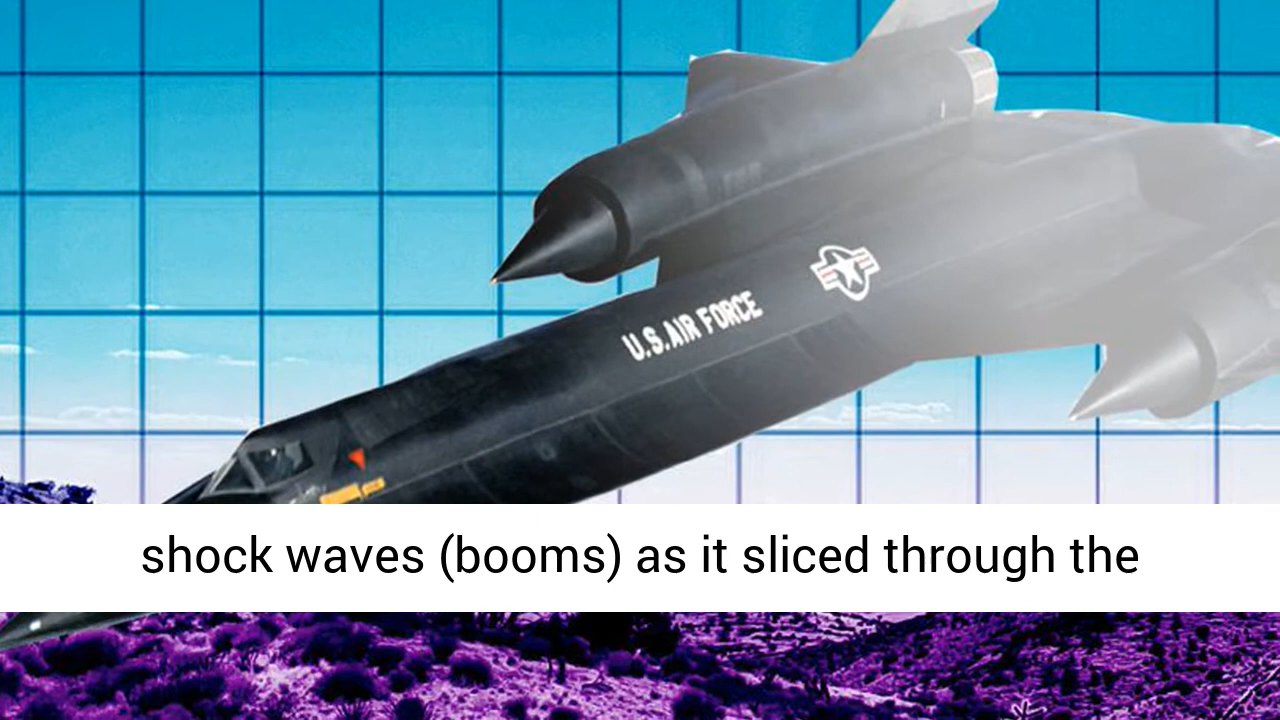 U.S. AIR FORCE
shock waves (booms) as it sliced through the